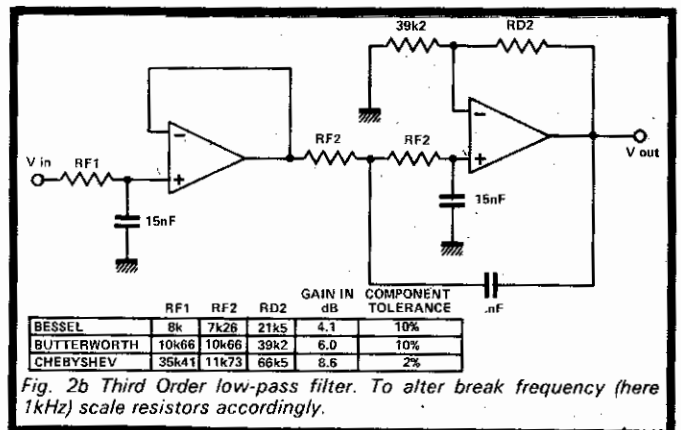 39k2
RD2
RF2
RF2
V in
RF1
V out
15nF
15nF
.nF
RF1 RF2 RD2 GAIN IN dB COMPONENT TOLERANCE
BESSEL 8k 7k26 21k5 4.1 10%
BUTTERWORTH 10k66 10k66 39k2 6.0 10%
CHEBYSHEV 35k41 11k73 66k5 8.6 2%
Fig. 2b Third Order low-pass filter. To alter break frequency (here
1kHz) scale resistors accordingly.